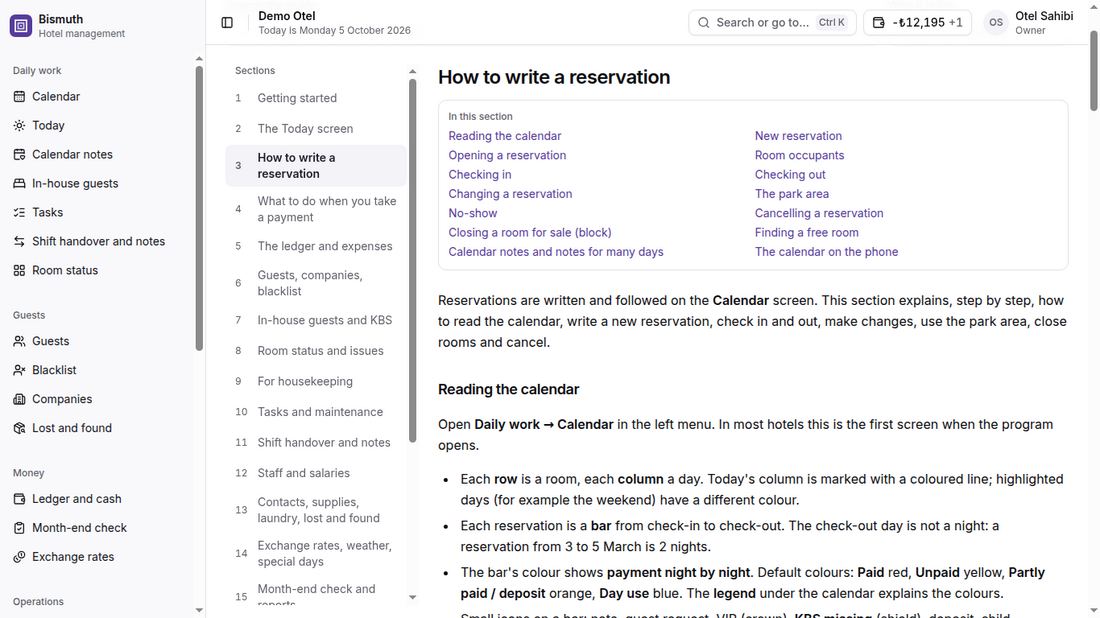 Bismuth
Hotel management
Daily work
Calendar
Today
Calendar notes
In-house guests
Tasks
Shift handover and notes
Room status
Guests
Guests
Blacklist
Companies
Lost and found
Money
Ledger and cash
Month-end check
Exchange rates
Operations
Demo Otel
Today is Monday 5 October 2026
Search or go to... Ctrl K
-₺12,195 +1
OS
Otel Sahibi
Owner
Sections
1 Getting started
2 The Today screen
3 How to write a
reservation
4 What to do when you take
a payment
5 The ledger and expenses
6 Guests, companies,
blacklist
7 In-house guests and KBS
8 Room status and issues
9 For housekeeping
10 Tasks and maintenance
11 Shift handover and notes
12 Staff and salaries
13 Contacts, supplies,
laundry, lost and found
14 Exchange rates, weather,
special days
15 Month-end check and
reports
How to write a reservation
In this section
Reading the calendar New reservation
Opening a reservation Room occupants
Checking in Checking out
Changing a reservation The park area
No-show Cancelling a reservation
Closing a room for sale (block) Finding a free room
Calendar notes and notes for many days The calendar on the phone
Reservations are written and followed on the Calendar screen. This section explains, step by step, how
to read the calendar, write a new reservation, check in and out, make changes, use the park area, close
rooms and cancel.
Reading the calendar
Open Daily work → Calendar in the left menu. In most hotels this is the first screen when the program
opens.
• Each row is a room, each column a day. Today's column is marked with a coloured line; highlighted
days (for example the weekend) have a different colour.
• Each reservation is a bar from check-in to check-out. The check-out day is not a night: a
reservation from 3 to 5 March is 2 nights.
• The bar's colour shows payment night by night. Default colours: Paid red, Unpaid yellow, Partly
paid / deposit orange, Day use blue. The legend under the calendar explains the colours.
• Small icons on a bar: note, guest request, VIP (crown), KBS missing (shield), deposit, child,